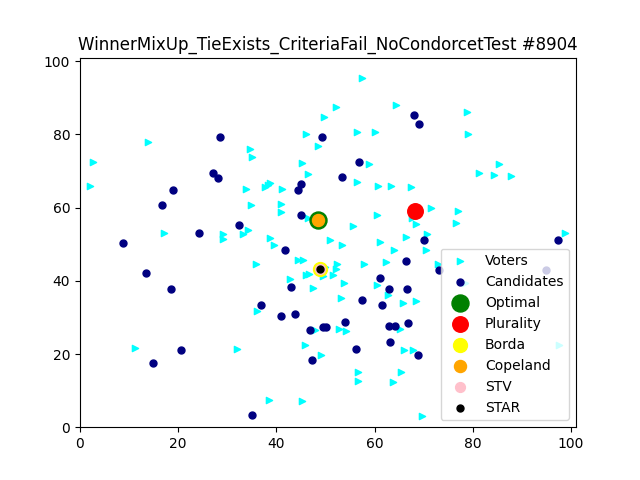 WinnerMixUp_TieExists_CriteriaFail_NoCondorcetTest #8904
100
80
60
40
20
0
0 20 40 60 80 100
Voters
Candidates
Optimal
Plurality
Borda
Copeland
STV
STAR